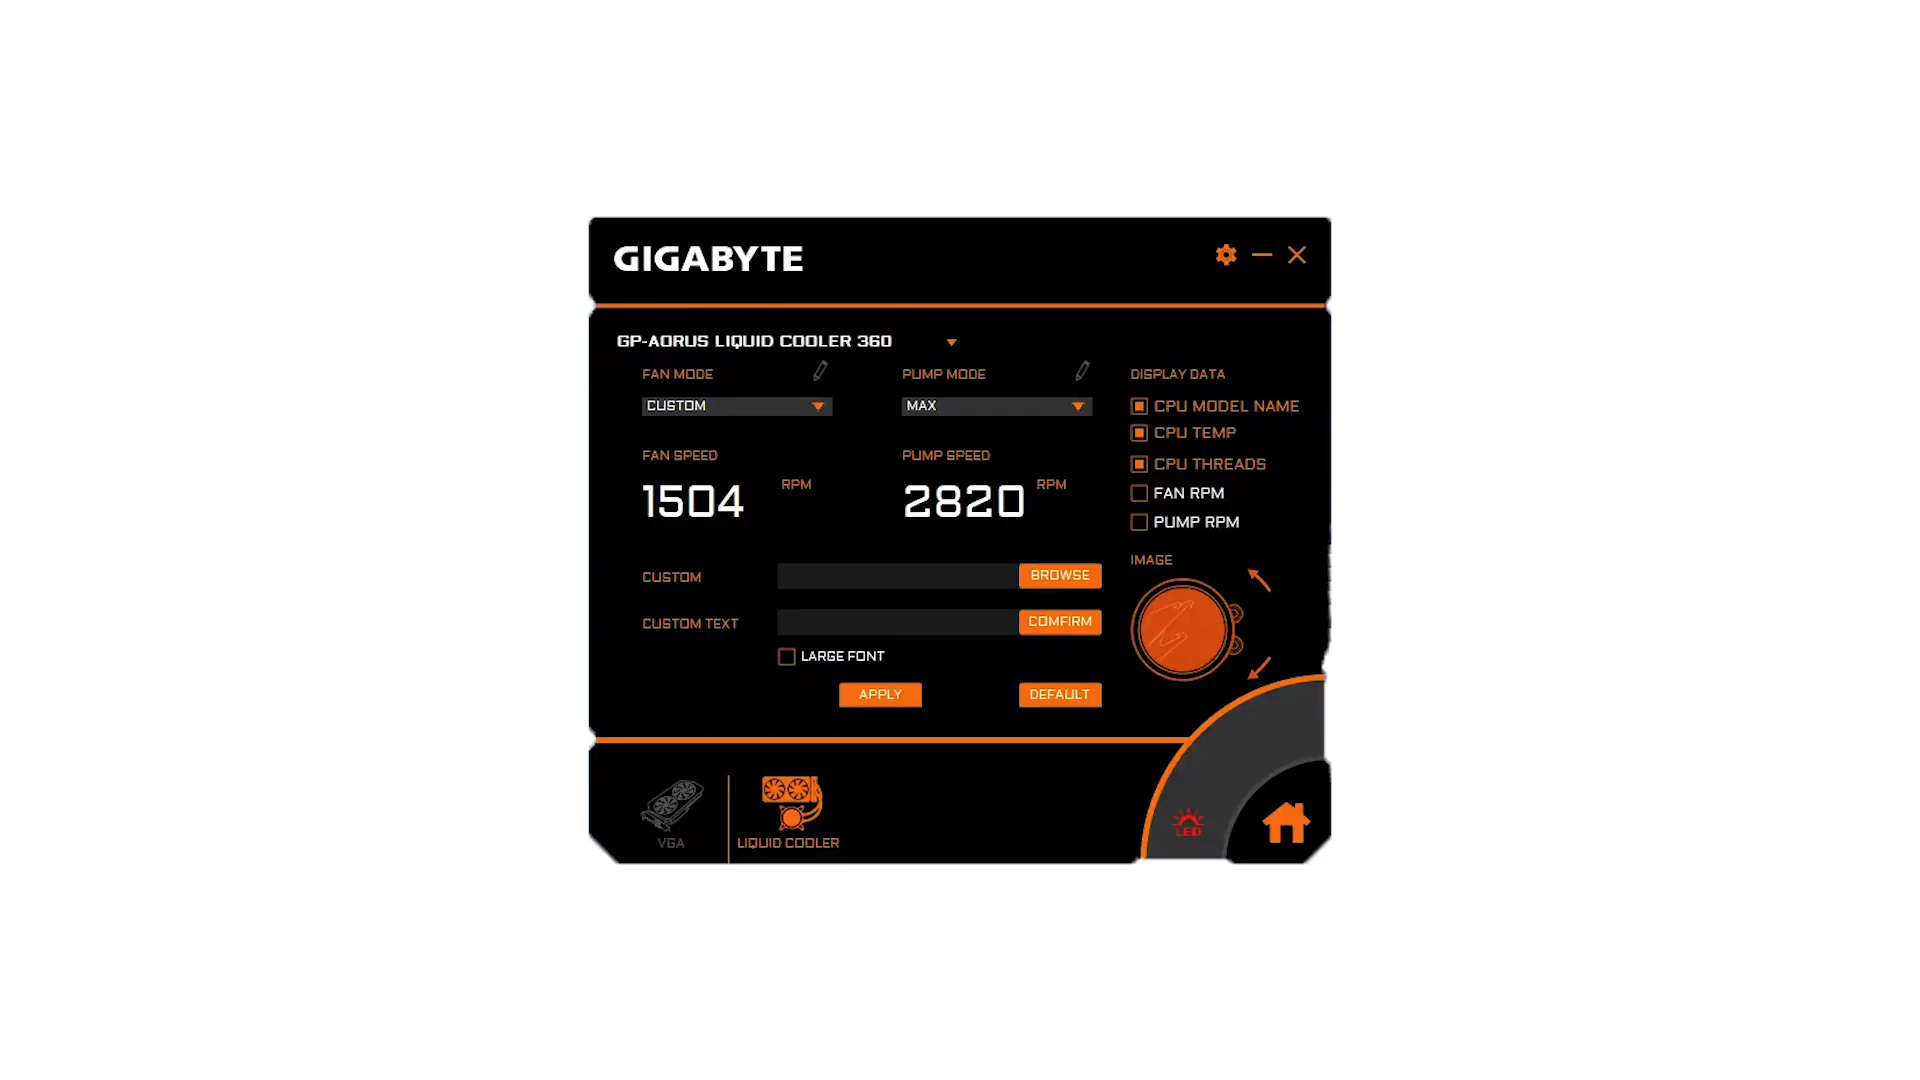 GIGABYTE
GP-AORUS LIQUID COOLER 360
FAN MODE
PUMP MODE
DISPLAY DATA
CUSTOM
MAX
CPU MODEL NAME
CPU TEMP
FAN SPEED
PUMP SPEED
CPU THREADS
1504 RPM
2820 RPM
FAN RPM
PUMP RPM
IMAGE
CUSTOM
BROWSE
CUSTOM TEXT
COMFIRM
LARGE FONT
APPLY
DEFAULT
LED
VGA
LIQUID COOLER